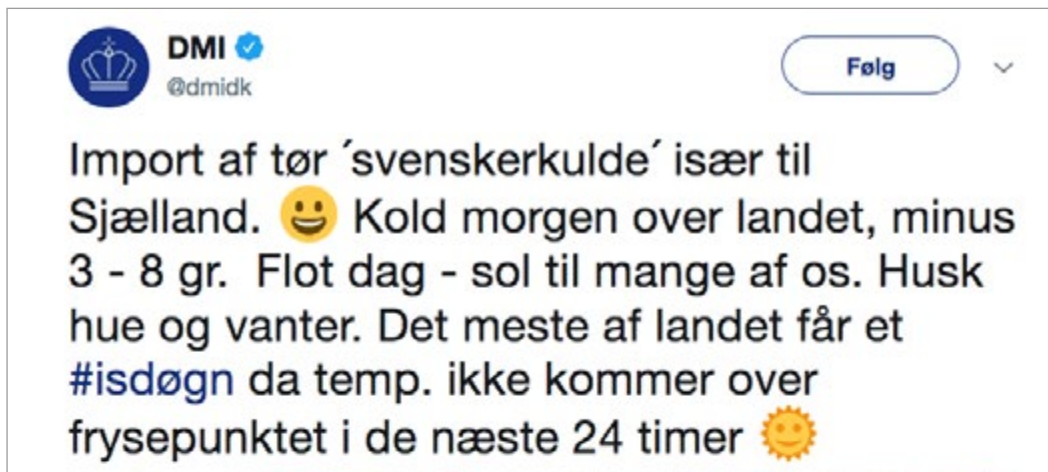 DMI
@dmidk
Følg
Import af tør ´svenskerkulde´ især til
Sjælland. 😀 Kold morgen over landet, minus
3 - 8 gr.  Flot dag - sol til mange af os. Husk
hue og vanter. Det meste af landet får et
#isdøgn da temp. ikke kommer over
frysepunktet i de næste 24 timer 🌞